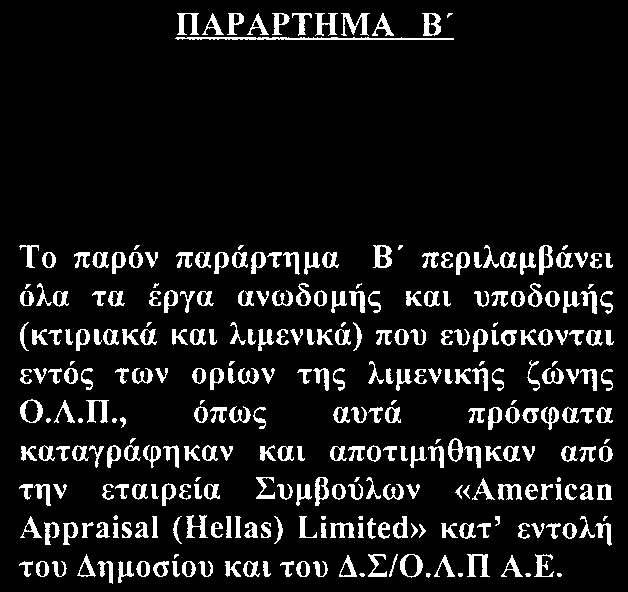 ΠΑΡΑΡΤΗΜΑ Β΄
Το παρόν παράρτημα Β΄ περιλαμβάνει
όλα τα έργα ανωδομής και υποδομής
(κτιριακά και λιμενικά) που ευρίσκονται
εντός των ορίων της λιμενικής ζώνης
Ο.Λ.Π., όπως αυτά πρόσφατα
καταγράφηκαν και αποτιμήθηκαν από
την εταιρεία Συμβούλων «American
Appraisal (Hellas) Limited» κατ’ εντολή
του Δημοσίου και του Δ.Σ/Ο.Λ.Π Α.Ε.